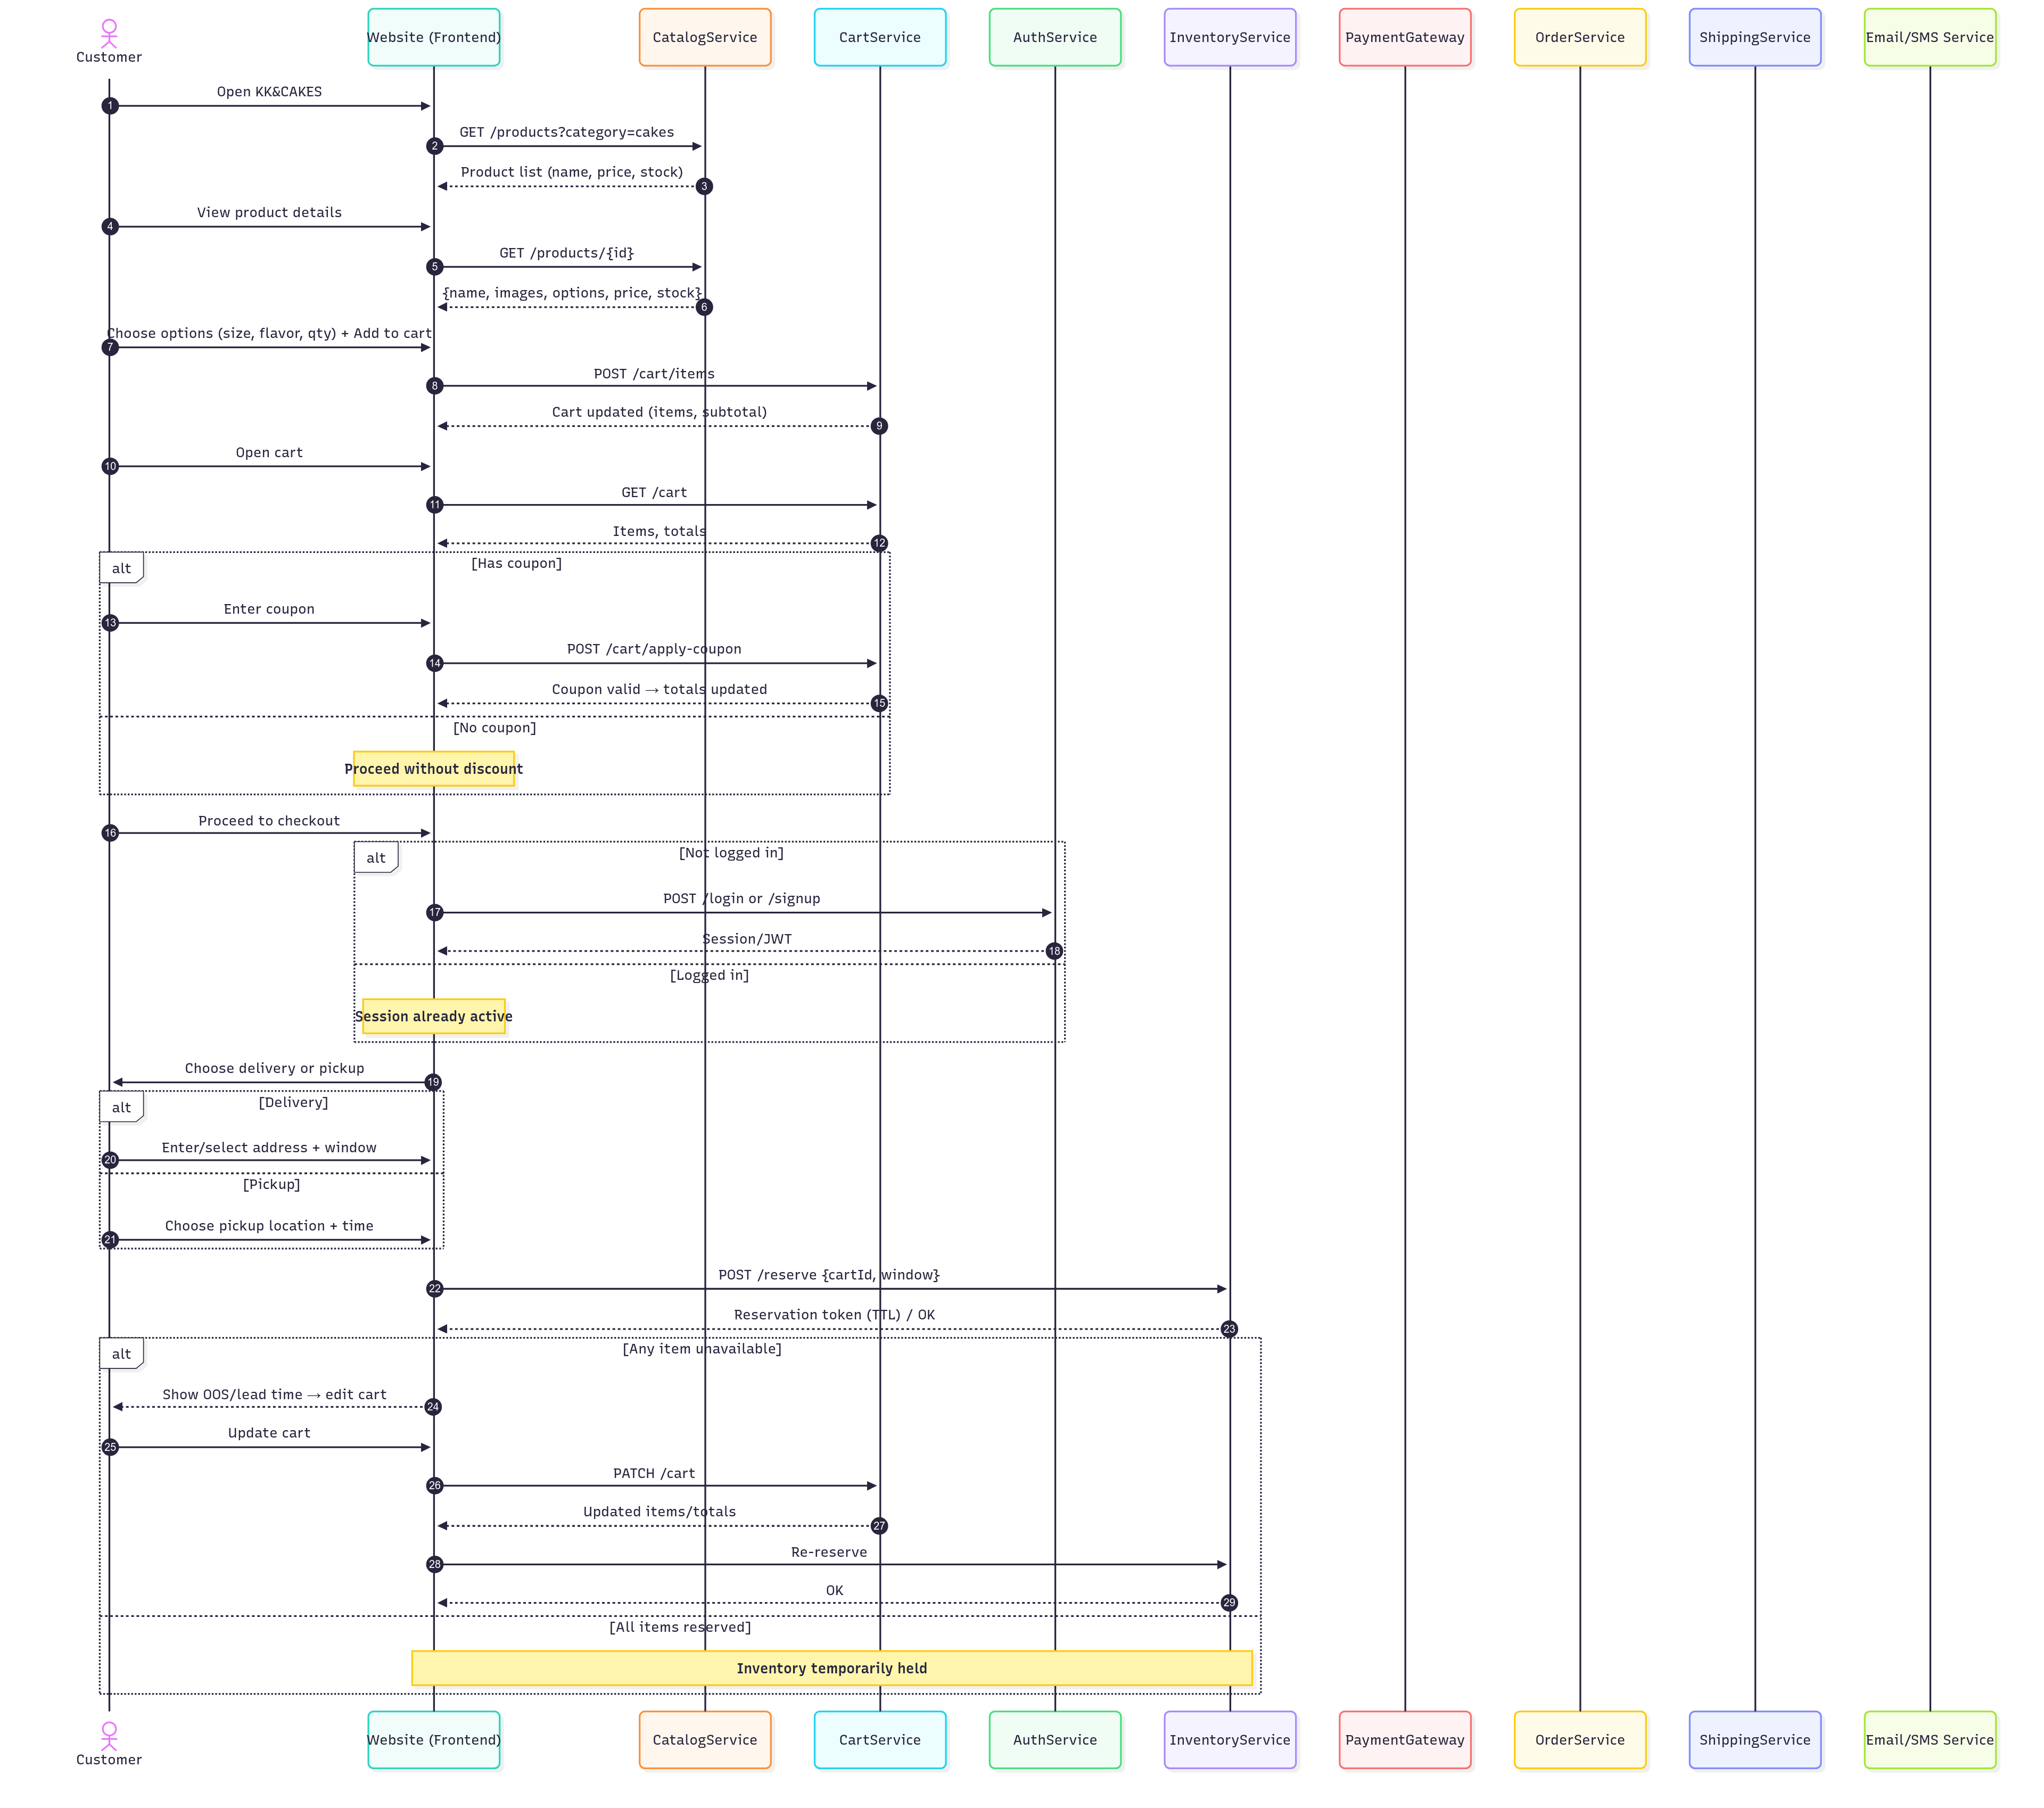 Customer
Website (Frontend)
CatalogService
CartService
AuthService
InventoryService
PaymentGateway
OrderService
ShippingService
Email/SMS Service
Open KK&CAKES
1
GET /products?category=cakes
2
Product list (name, price, stock)
3
View product details
4
GET /products/{id}
5
{name, images, options, price, stock}
6
Choose options (size, flavor, qty) + Add to cart
7
POST /cart/items
8
Cart updated (items, subtotal)
9
Open cart
10
GET /cart
11
Items, totals
12
alt
[Has coupon]
Enter coupon
13
POST /cart/apply-coupon
14
Coupon valid → totals updated
15
[No coupon]
Proceed without discount
Proceed to checkout
16
alt
[Not logged in]
POST /login or /signup
17
Session/JWT
18
[Logged in]
Session already active
Choose delivery or pickup
19
alt
[Delivery]
Enter/select address + window
20
[Pickup]
Choose pickup location + time
21
POST /reserve {cartId, window}
22
Reservation token (TTL) / OK
23
alt
[Any item unavailable]
Show OOS/lead time → edit cart
24
Update cart
25
PATCH /cart
26
Updated items/totals
27
Re-reserve
28
OK
29
[All items reserved]
Inventory temporarily held
Customer
Website (Frontend)
CatalogService
CartService
AuthService
InventoryService
PaymentGateway
OrderService
ShippingService
Email/SMS Service